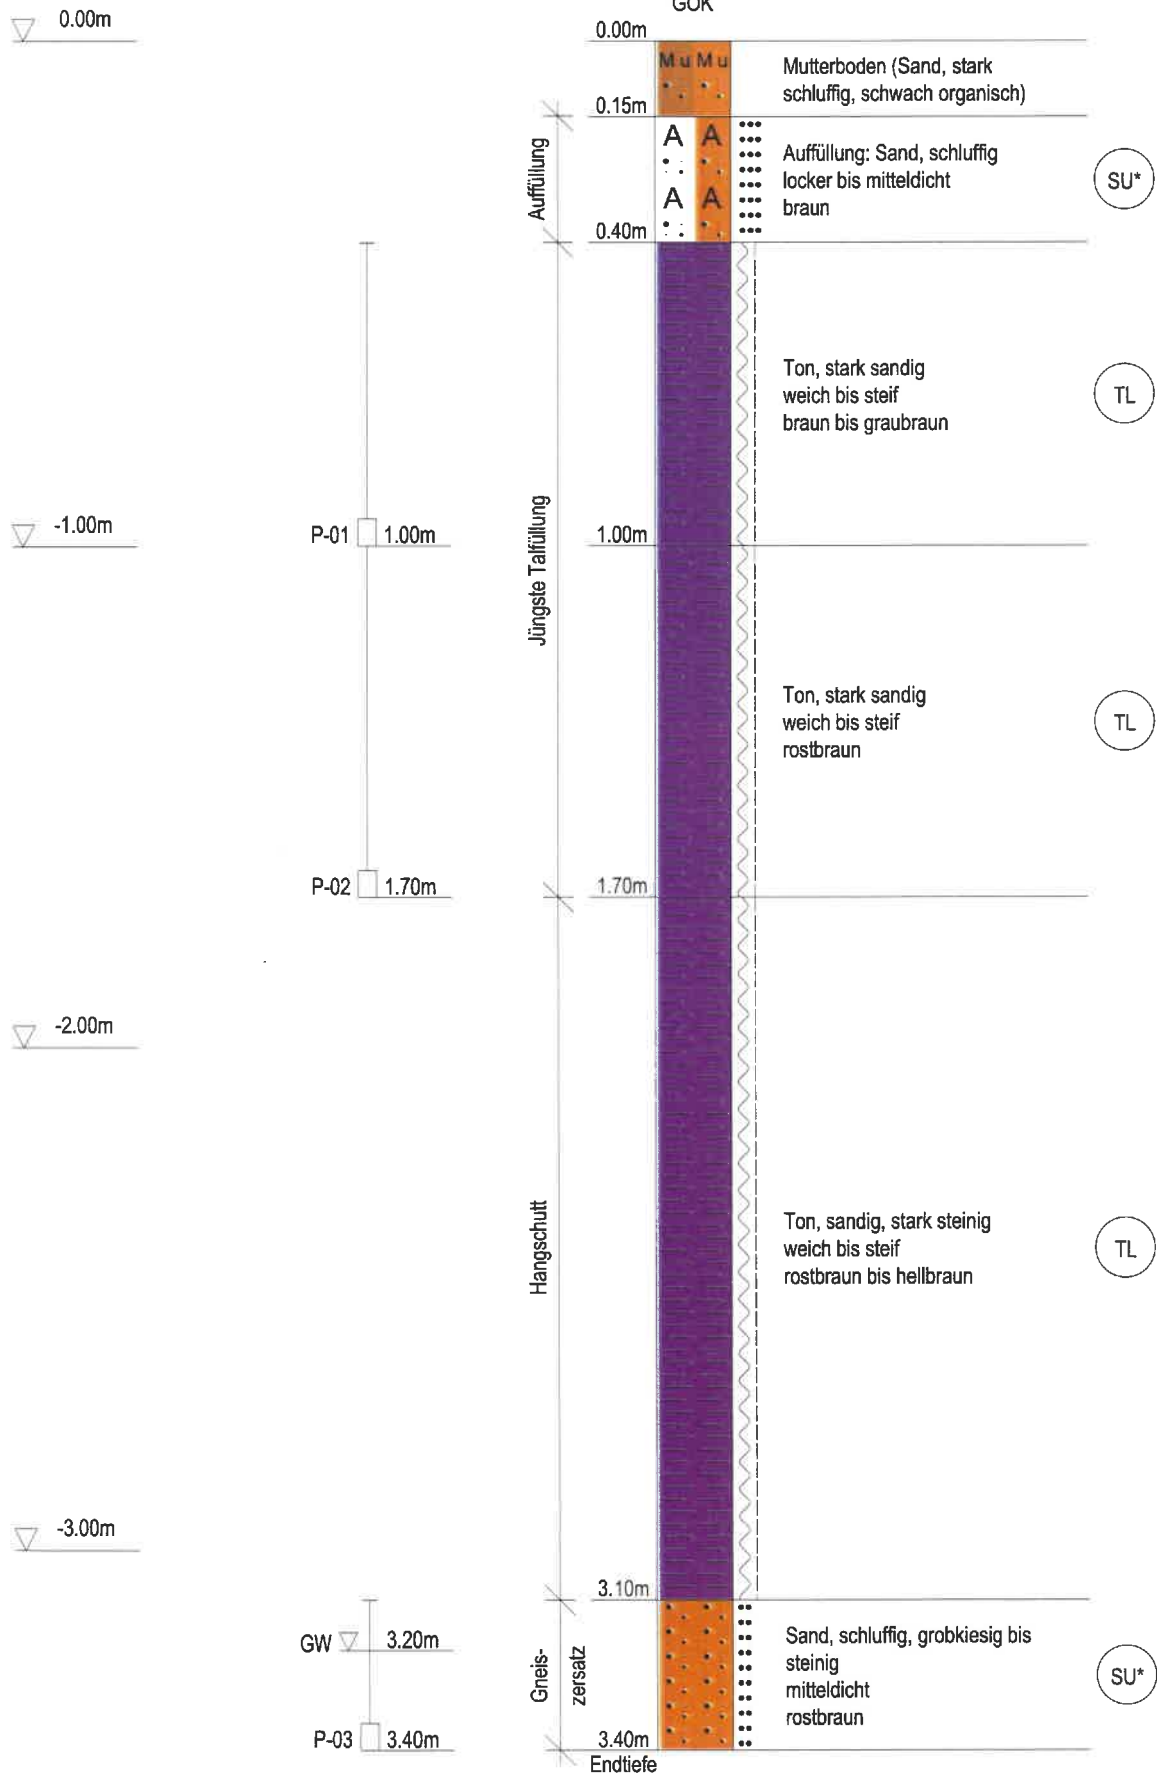 GOK
0.00m
0.00m
Mu Mu
Mutterboden (Sand, stark
schluffig, schwach organisch)
0.15m
Auffüllung
A A
A A
Auffüllung: Sand, schluffig
locker bis mitteldicht
braun
SU*
0.40m
Ton, stark sandig
weich bis steif
braun bis graubraun
TL
Jüngste Talfüllung
-1.00m
P-01 1.00m
1.00m
Ton, stark sandig
weich bis steif
rostbraun
TL
P-02 1.70m
1.70m
-2.00m
Hangschutt
Ton, sandig, stark steinig
weich bis steif
rostbraun bis hellbraun
TL
-3.00m
3.10m
GW 3.20m
Gneis-
zersatz
Sand, schluffig, grobkiesig bis
steinig
mitteldicht
rostbraun
SU*
P-03 3.40m
3.40m
Endtiefe